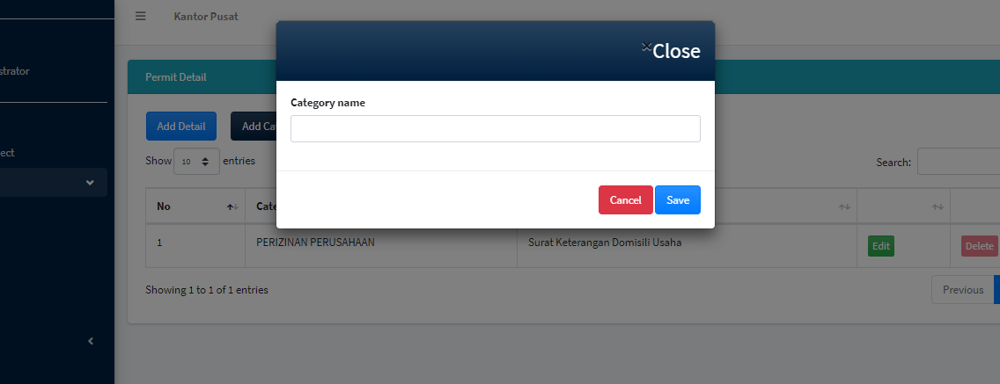 Kantor Pusat
×Close
strator
Permit Detail
Category name
Add Detail
Add Ca
ect
Show 10 entries
Search:
Cancel
Save
No
Cate
1
PERIZINAN PERUSAHAAN
Surat Keterangan Domisili Usaha
Edit
Delete
Showing 1 to 1 of 1 entries
Previous